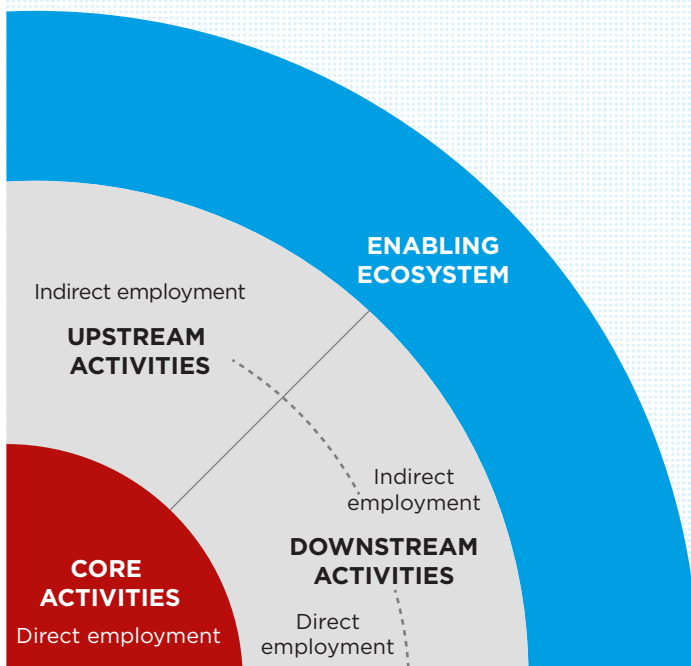 ENABLING
ECOSYSTEM
Indirect employment
UPSTREAM
ACTIVITIES
Indirect
employment
DOWNSTREAM
ACTIVITIES
CORE
ACTIVITIES
Direct employment
Direct
employment